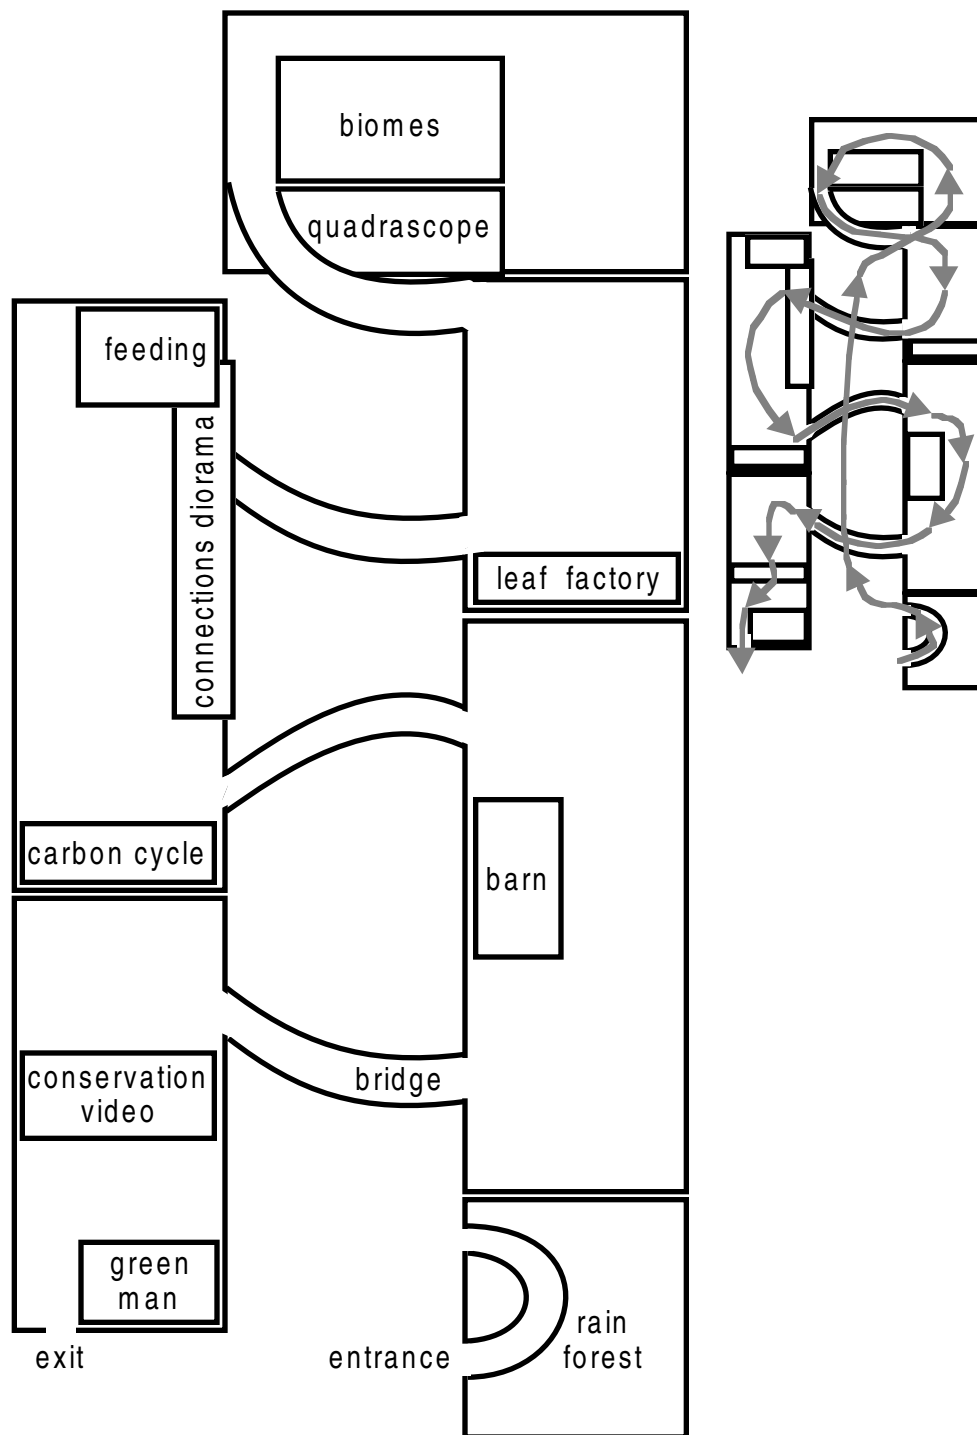 biomes
quadrascope
feeding
connections diorama
leaf factory
carbon cycle
barn
conservation
video
bridge
green
man
rain
forest
exit
entrance